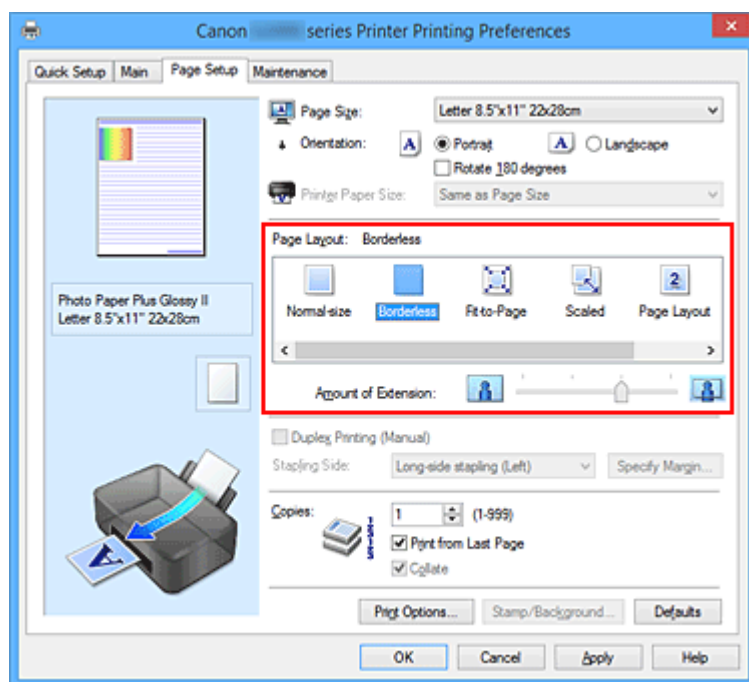 Canon series Printer Printing Preferences
Quick Setup Main Page Setup Maintenance
Page Size: Letter 8.5"x11" 22x28cm
Orientation: A Portrait A Landscape
Rotate 180 degrees
Printer Paper Size: Same as Page Size
Page Layout: Borderless
Normal-size Borderless Fit-to-Page Scaled 2 Page Layout
Amount of Extension:
Photo Paper Plus Glossy II
Letter 8.5"x11" 22x28cm
Duplex Printing (Manual)
Stapling Side: Long-side stapling (Left) Specify Margin...
Copies: 1 (1-999)
Print from Last Page
Collate
Print Options... Stamp/Background... Defaults
OK Cancel Apply Help